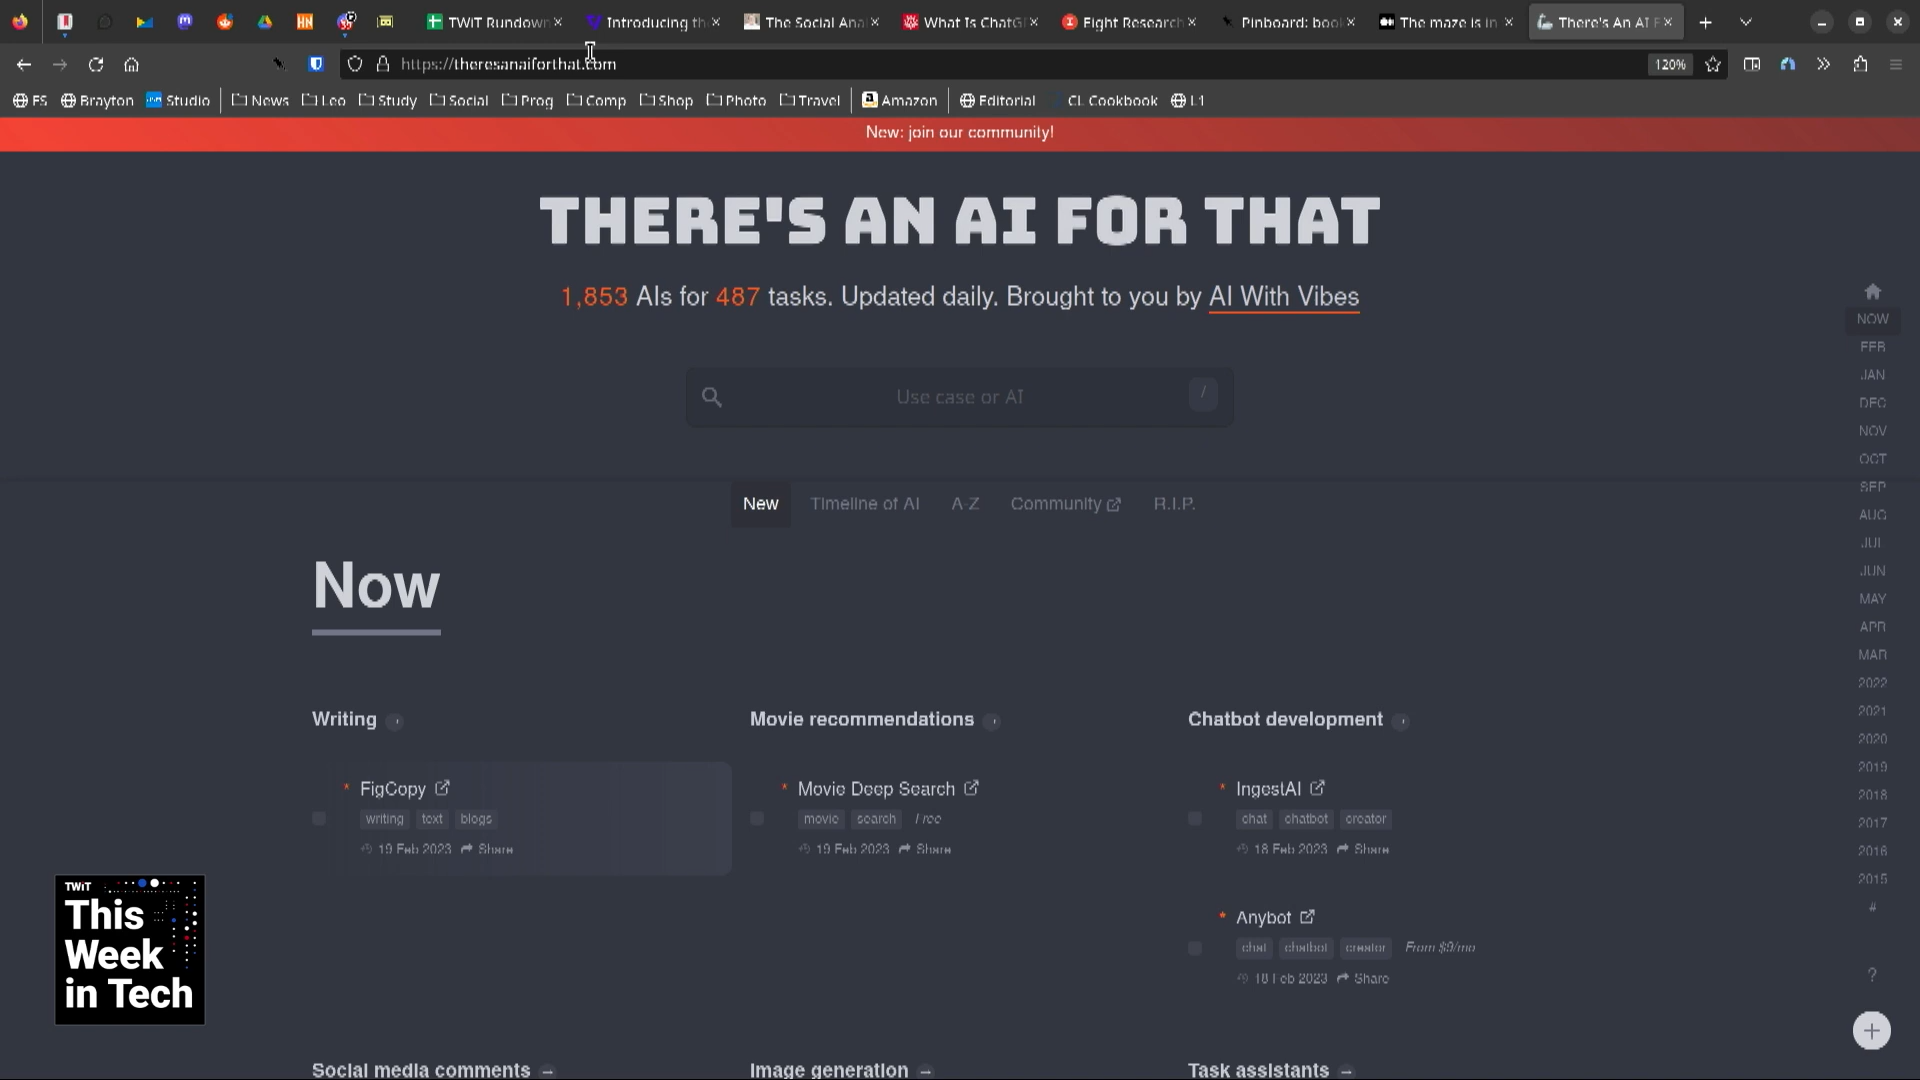 TWiT Rundown
Introducing th
The Social Ana
What Is ChatG
Eight Research
Pinboard: boo
The maze is in
There's An AI F
https://theresanaiforthat.com
120%
ES
Brayton
Studio
News
Leo
Study
Social
Prog
Comp
Shop
Photo
Travel
Amazon
Editorial
CL Cookbook
L1
New: join our community!
THERE'S AN AI FOR THAT
1,853 AIs for 487 tasks. Updated daily. Brought to you by AI With Vibes
Use case or AI
/
New
Timeline of AI
A-Z
Community
R.I.P.
NOW
FEB
JAN
DEC
NOV
OCT
SEP
AUG
JUL
JUN
MAY
APR
MAR
2022
2021
2020
2019
2018
2017
2016
2015
#
?
Now
Writing
FigCopy
writing text blogs
19 Feb 2023 Share
Movie recommendations
Movie Deep Search
movie search Free
19 Feb 2023 Share
Chatbot development
IngestAI
chat chatbot creator
18 Feb 2023 Share
Anybot
chat chatbot creator From $9/mo
18 Feb 2023 Share
Social media comments
Image generation
Task assistants
TWiT
This
Week
in Tech